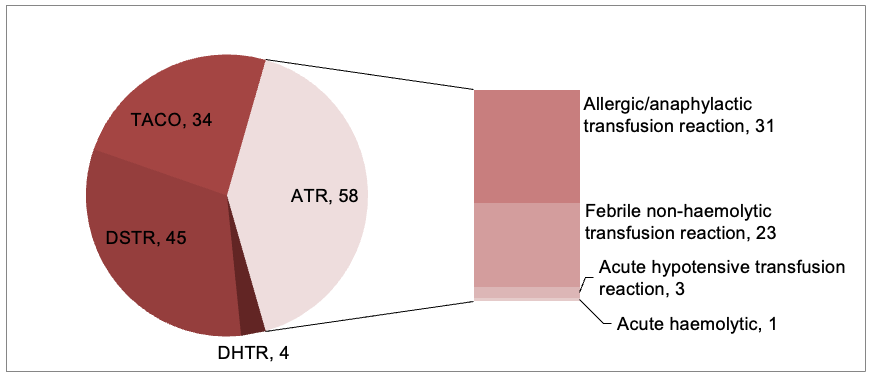 TACO, 34
ATR, 58
DSTR, 45
DHTR, 4
Allergic/anaphylactic
transfusion reaction, 31
Febrile non-haemolytic
transfusion reaction, 23
Acute hypotensive transfusion
reaction, 3
Acute haemolytic, 1